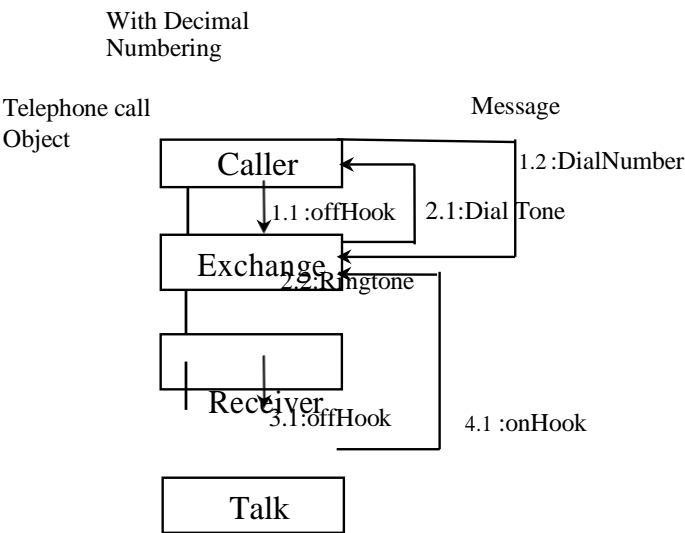 With Decimal
Numbering
Telephone call
Object
Message
Caller
1.2 :DialNumber
1.1 :offHook
2.1:Dial Tone
Exchange
2.2:Ringtone
Receiver
3.1:offHook
4.1 :onHook
Talk